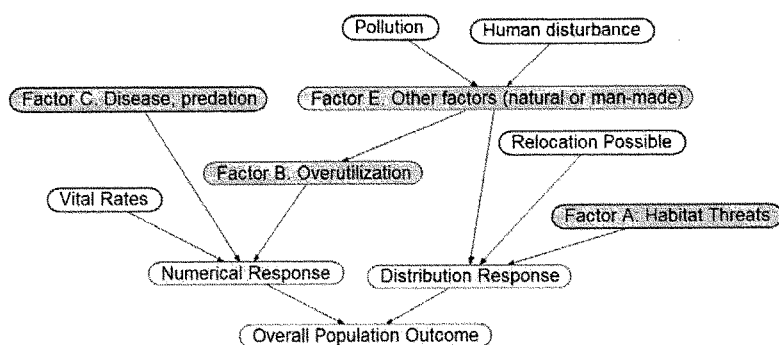 Pollution
Human disturbance
Factor C. Disease, predation
Factor E. Other factors (natural or man-made)
Relocation Possible
Factor B. Overutilization
Vital Rates
Factor A. Habitat Threats
Numerical Response
Distribution Response
Overall Population Outcome